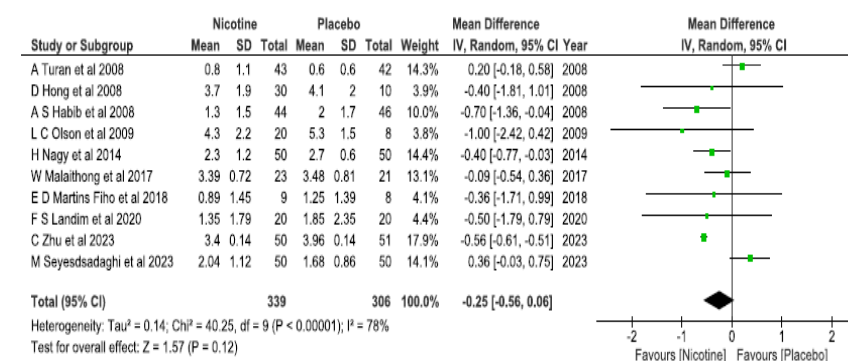 Nicotine Placebo Mean Difference Mean Difference
Study or Subgroup Mean SD Total Mean SD Total Weight IV, Random, 95% CI Year IV, Random, 95% CI
A Turan et al 2008 0.8 1.1 43 0.6 0.6 42 14.3% 0.20 [-0.18, 0.58] 2008
D Hong et al 2008 3.7 1.9 30 4.1 2 10 3.9% -0.40 [-1.81, 1.01] 2008
A S Habib et al 2008 1.3 1.5 44 2 1.7 46 10.0% -0.70 [-1.36, -0.04] 2008
L C Olson et al 2009 4.3 2.2 20 5.3 1.5 8 3.8% -1.00 [-2.42, 0.42] 2009
H Nagy et al 2014 2.3 1.2 50 2.7 0.6 50 14.4% -0.40 [-0.77, -0.03] 2014
W Malaithong et al 2017 3.39 0.72 23 3.48 0.81 21 13.1% -0.09 [-0.54, 0.36] 2017
E D Martins Fiho et al 2018 0.89 1.45 9 1.25 1.39 8 4.1% -0.36 [-1.71, 0.99] 2018
F S Landim et al 2020 1.35 1.79 20 1.85 2.35 20 4.4% -0.50 [-1.79, 0.79] 2020
C Zhu et al 2023 3.4 0.14 50 3.96 0.14 51 17.9% -0.56 [-0.61, -0.51] 2023
M Seyesdsadaghi et al 2023 2.04 1.12 50 1.68 0.86 50 14.1% 0.36 [-0.03, 0.75] 2023
Total (95% CI) 339 306 100.0% -0.25 [-0.56, 0.06]
Heterogeneity: Tau² = 0.14; Chi² = 40.25, df = 9 (P < 0.00001); I² = 78%
Test for overall effect: Z = 1.57 (P = 0.12)
-2 -1 0 1 2
Favours [Nicotine] Favours [Placebo]